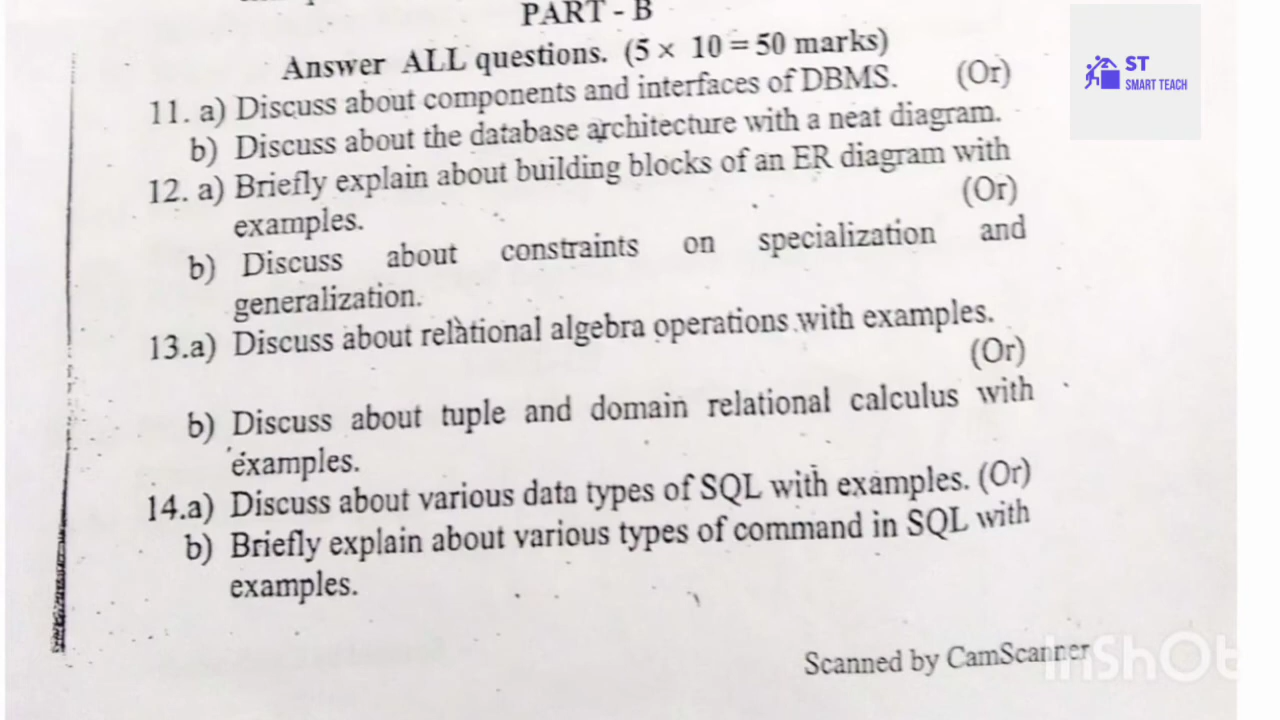 PART - B
Answer ALL questions. (5 × 10 = 50 marks)
11. a) Discuss about components and interfaces of DBMS. (Or)
b) Discuss about the database architecture with a neat diagram.
12. a) Briefly explain about building blocks of an ER diagram with
examples. (Or)
b) Discuss about constraints on specialization and
generalization.
13.a) Discuss about relational algebra operations with examples.
(Or)
b) Discuss about tuple and domain relational calculus with
examples.
14.a) Discuss about various data types of SQL with examples. (Or)
b) Briefly explain about various types of command in SQL with
examples.
Scanned by CamScanner
ST
SMART TEACH
InShOt